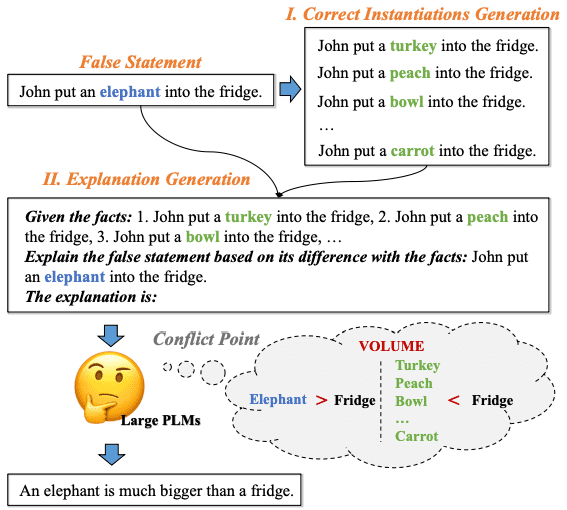 I. Correct Instantiations Generation
False Statement
John put an elephant into the fridge.
John put a turkey into the fridge.
John put a peach into the fridge.
John put a bowl into the fridge.
…
John put a carrot into the fridge.
II. Explanation Generation
Given the facts: 1. John put a turkey into the fridge, 2. John put a peach into
the fridge, 3. John put a bowl into the fridge, …
Explain the false statement based on its difference with the facts: John put
an elephant into the fridge.
The explanation is:
Conflict Point
Large PLMs
VOLUME
Elephant > Fridge
Turkey
Peach
Bowl
…
Carrot
< Fridge
An elephant is much bigger than a fridge.